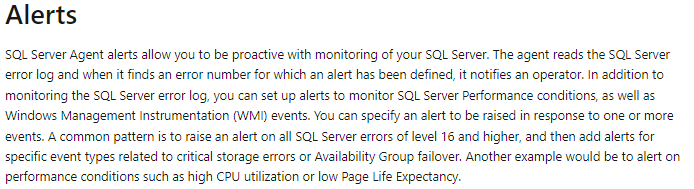 Alerts
SQL Server Agent alerts allow you to be proactive with monitoring of your SQL Server. The agent reads the SQL Server
error log and when it finds an error number for which an alert has been defined, it notifies an operator. In addition to
monitoring the SQL Server error log, you can set up alerts to monitor SQL Server Performance conditions, as well as
Windows Management Instrumentation (WMI) events. You can specify an alert to be raised in response to one or more
events. A common pattern is to raise an alert on all SQL Server errors of level 16 and higher, and then add alerts for
specific event types related to critical storage errors or Availability Group failover. Another example would be to alert on
performance conditions such as high CPU utilization or low Page Life Expectancy.